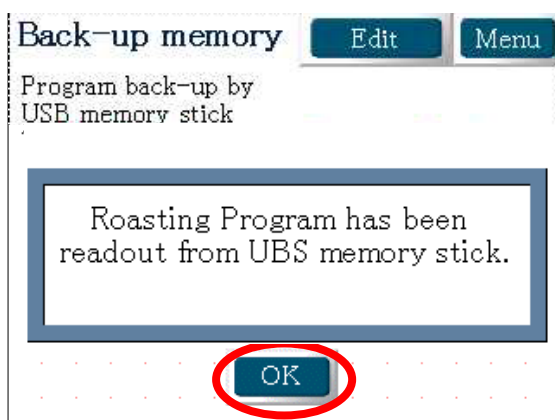 Back-up memory Edit Menu
Program back-up by
USB memory stick
Roasting Program has been
readout from UBS memory stick.
OK